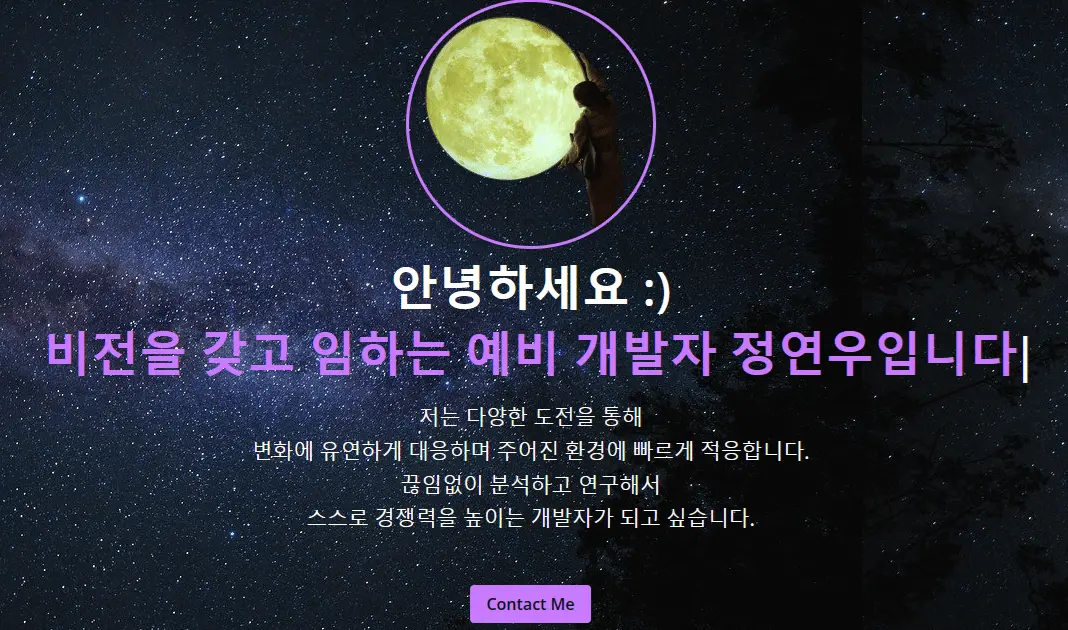 안녕하세요 :)
비전을 갖고 임하는 예비 개발자 정연우입니다|
저는 다양한 도전을 통해
변화에 유연하게 대응하며 주어진 환경에 빠르게 적응합니다.
끊임없이 분석하고 연구해서
스스로 경쟁력을 높이는 개발자가 되고 싶습니다.
Contact Me